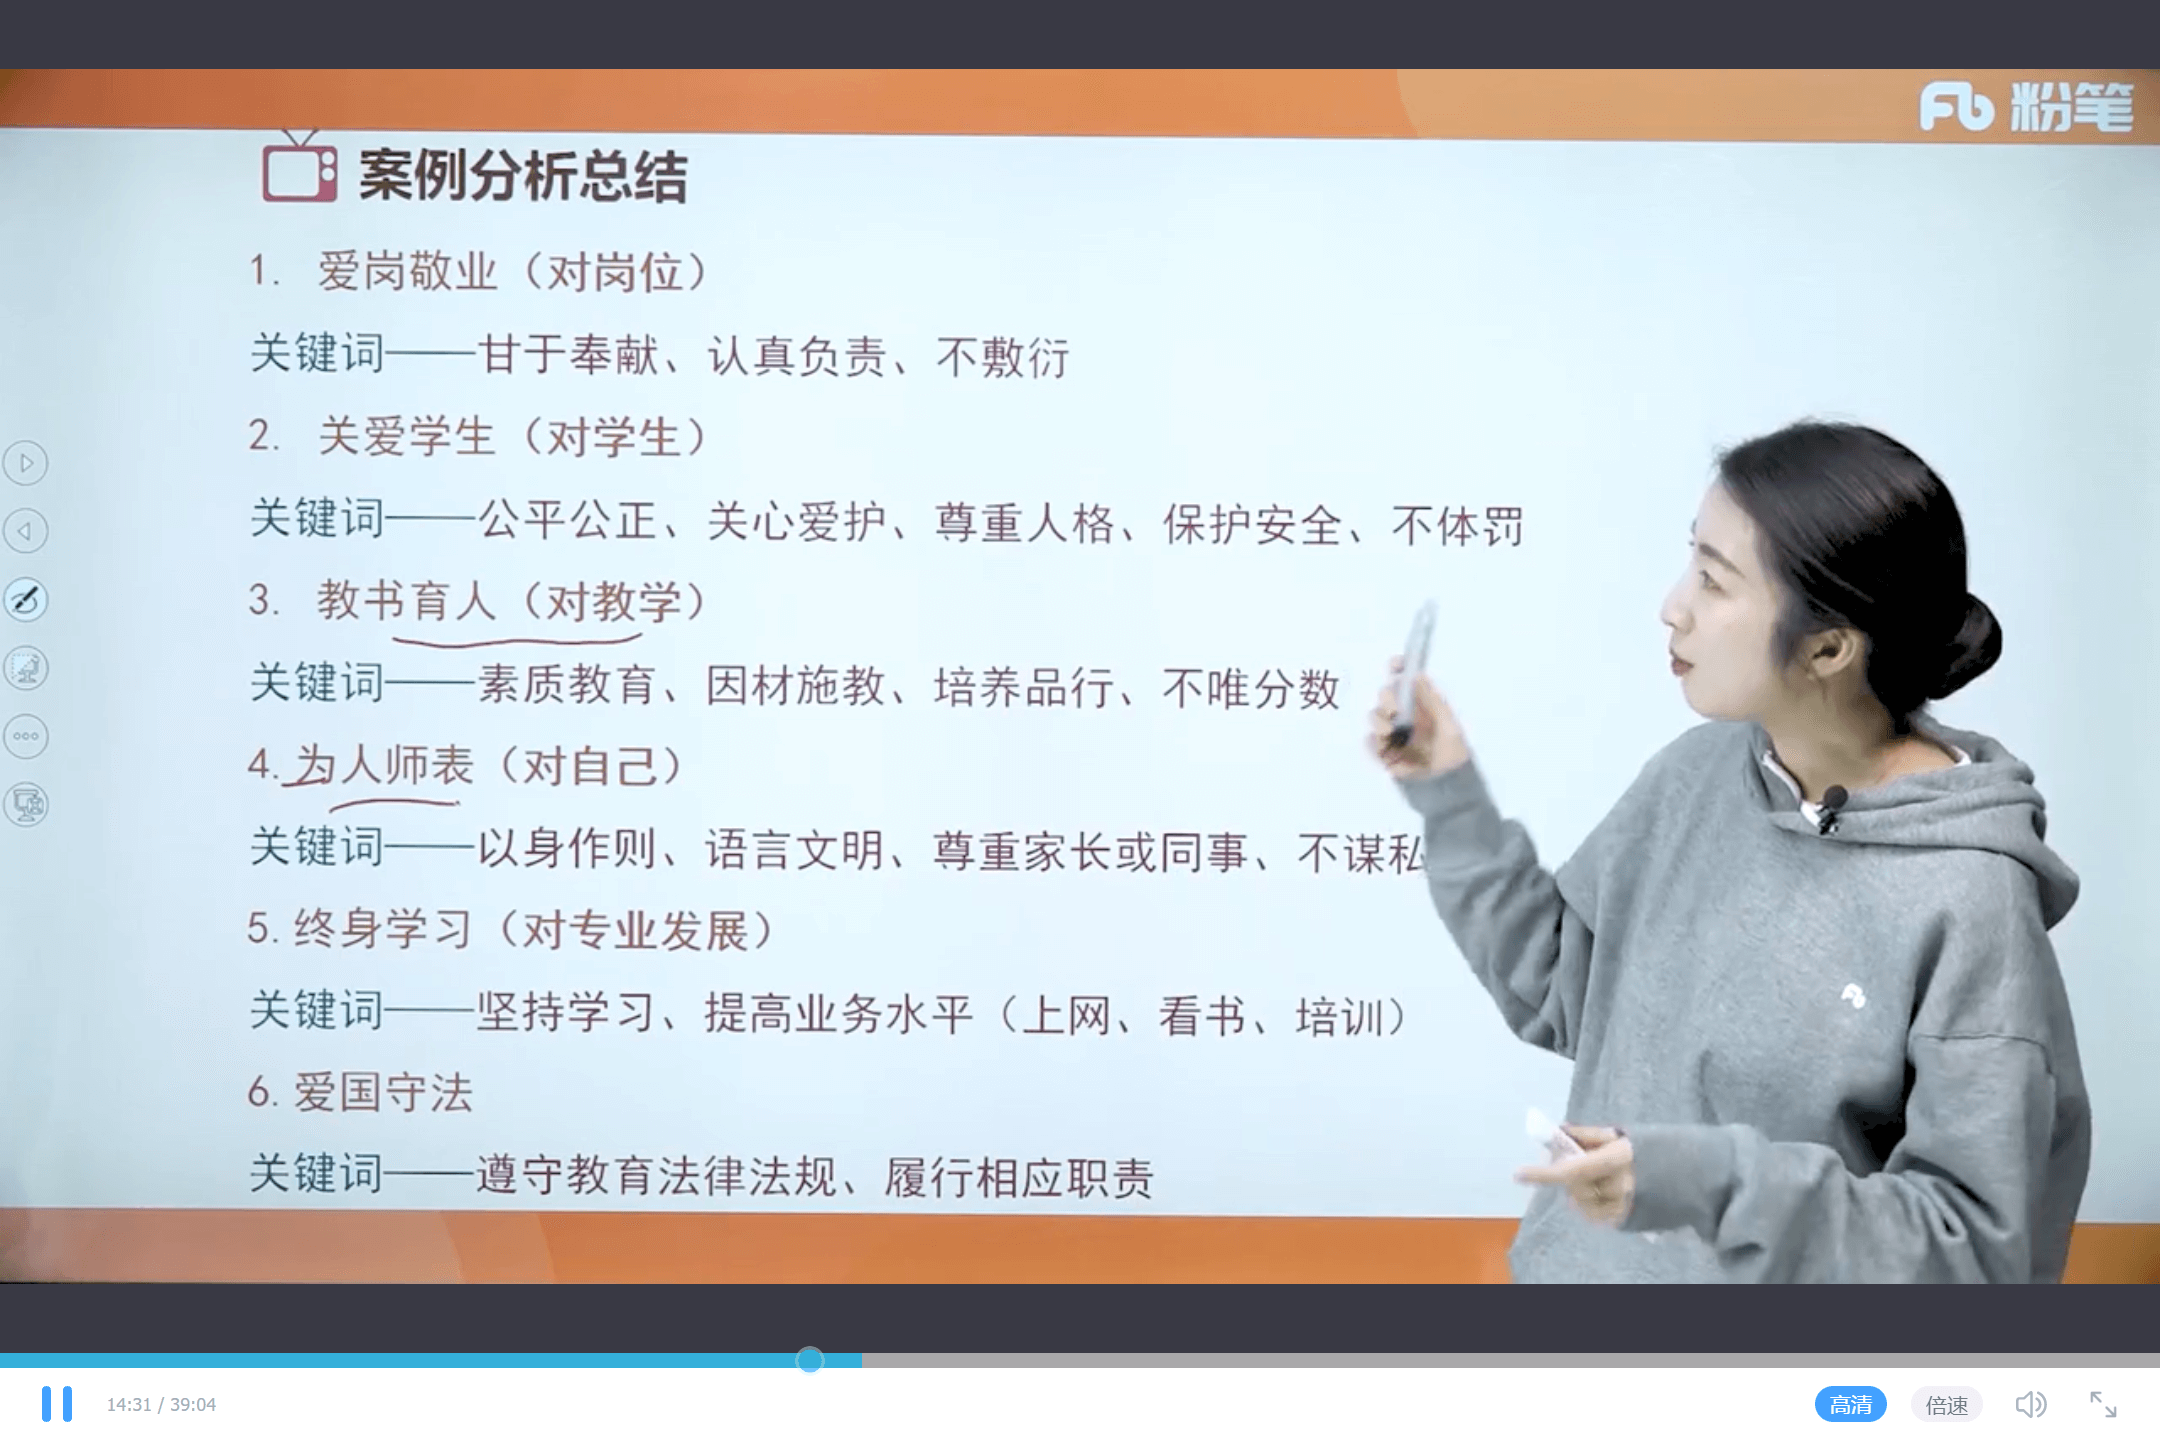 粉笔
案例分析总结
1. 爱岗敬业（对岗位）
关键词——甘于奉献、认真负责、不敷衍
2. 关爱学生（对学生）
关键词——公平公正、关心爱护、尊重人格、保护安全、不体罚
3. 教书育人（对教学）
关键词——素质教育、因材施教、培养品行、不唯分数
4. 为人师表（对自己）
关键词——以身作则、语言文明、尊重家长或同事、不谋私
5. 终身学习（对专业发展）
关键词——坚持学习、提高业务水平（上网、看书、培训）
6. 爱国守法
关键词——遵守教育法律法规、履行相应职责
14:31 / 39:04 高清 倍速